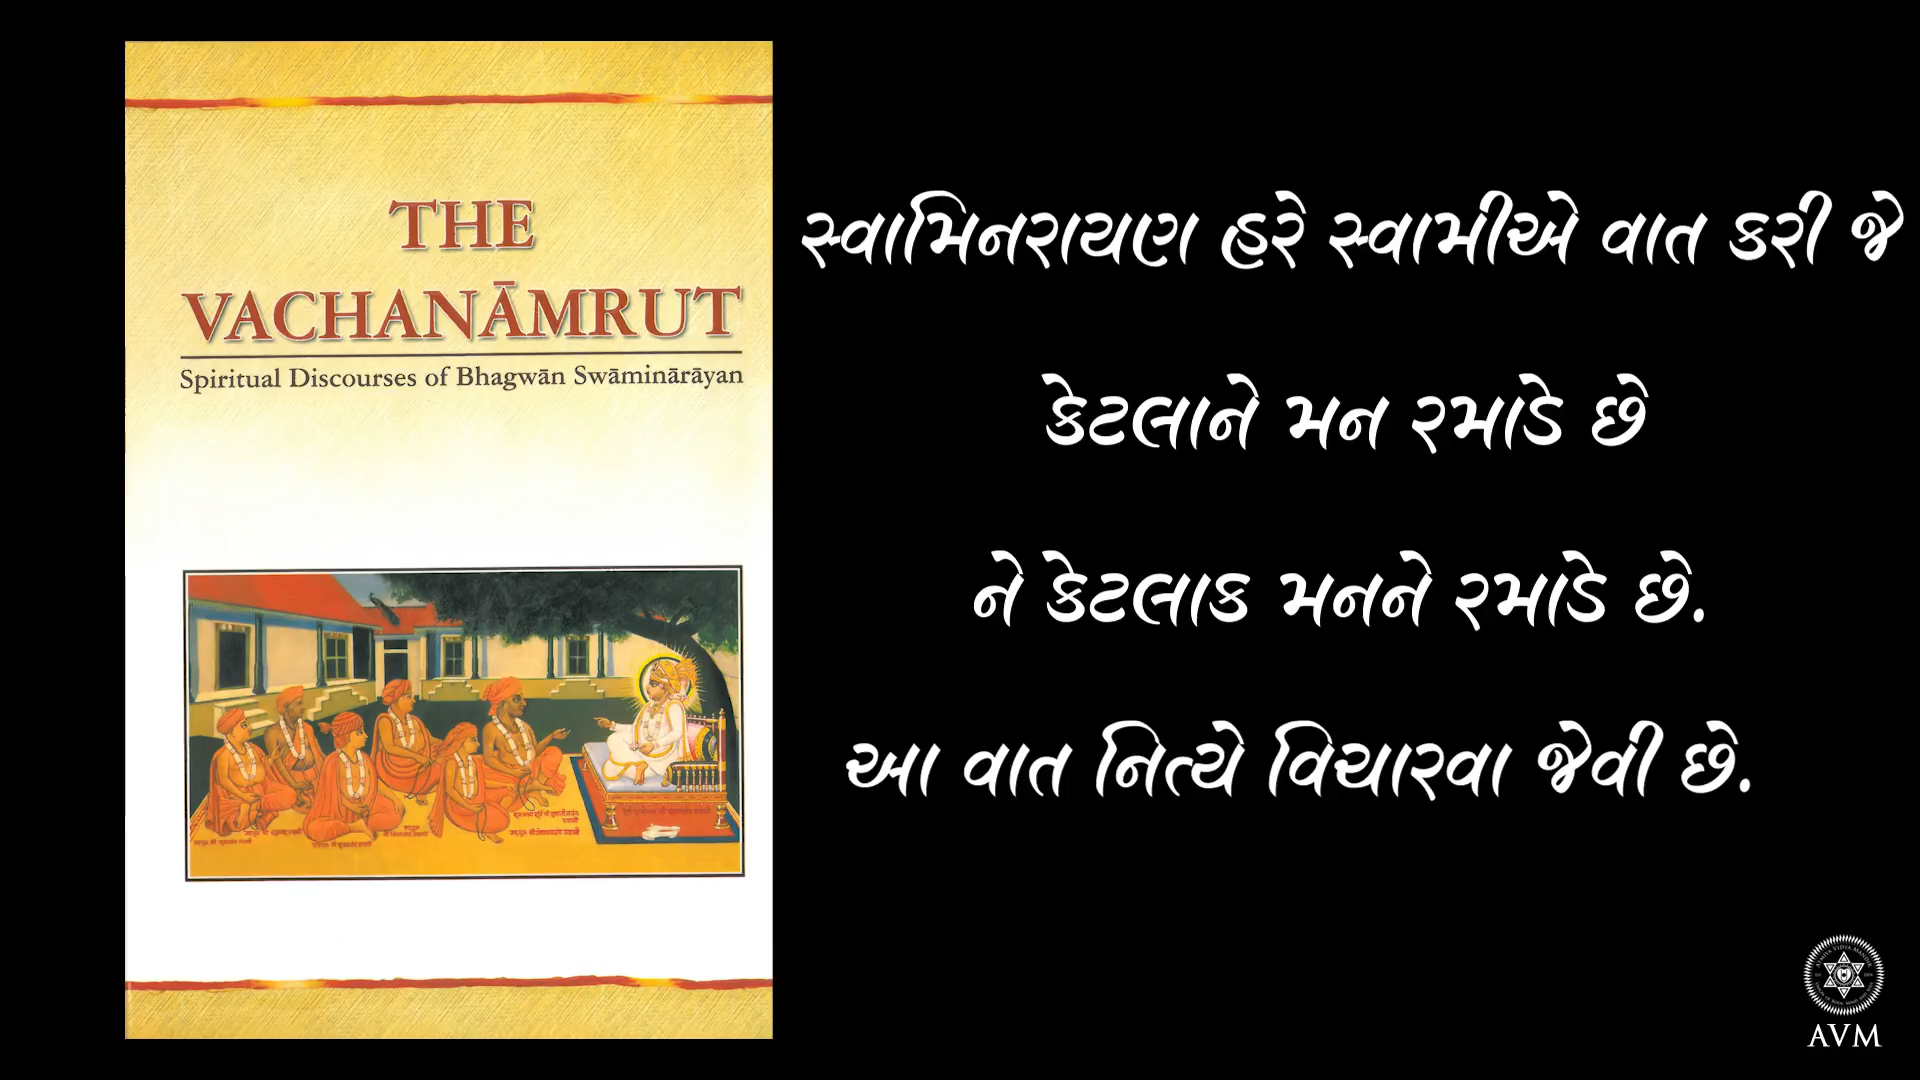 THE
VACHANĀMRUT
Spiritual Discourses of Bhagwān Swāminārāyan
સ્વામિનરાયણ હરે સ્વામીએ વાત કરી જે
કેટલાને મન રમાડે છે
ને કેટલાક મનને રમાડે છે.
આ વાત નિત્યે વિચારવા જેવી છે.
AVM